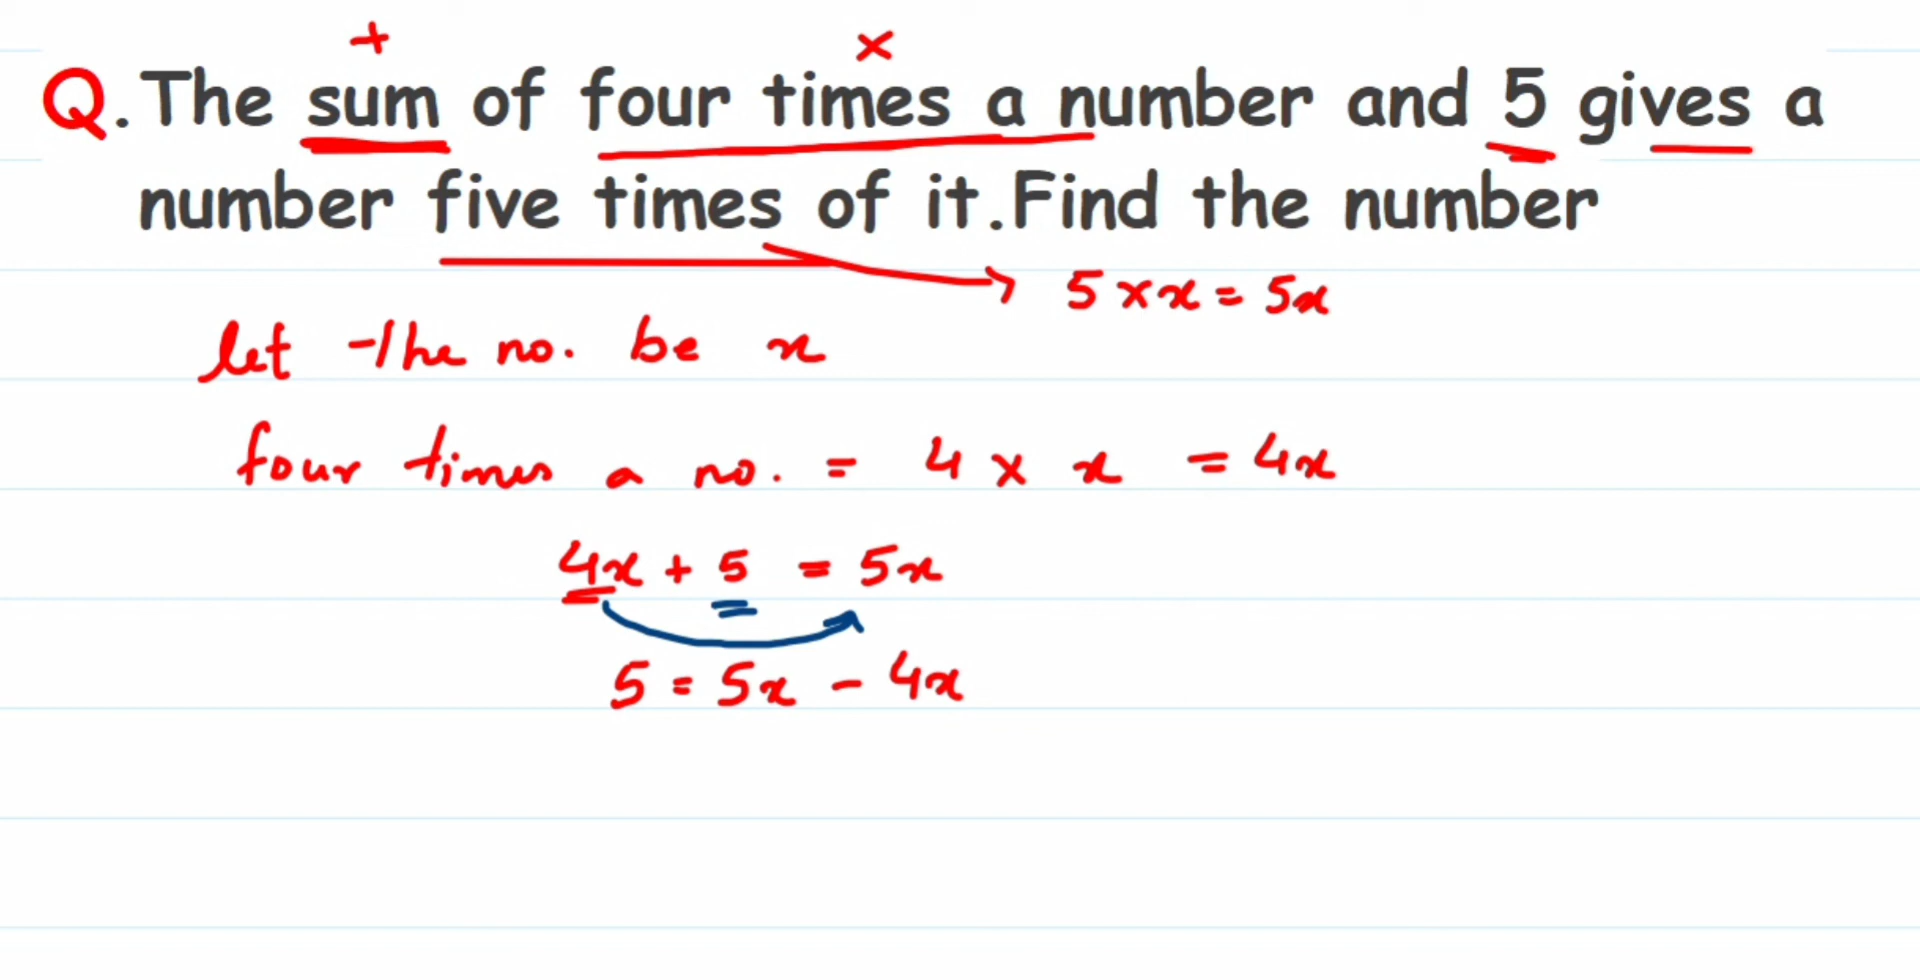 + ×
Q. The sum of four times a number and 5 gives a
number five times of it.Find the number
5 × x = 5x
let the no. be x
four times a no. = 4 × x = 4x
4x + 5 = 5x
5 = 5x - 4x